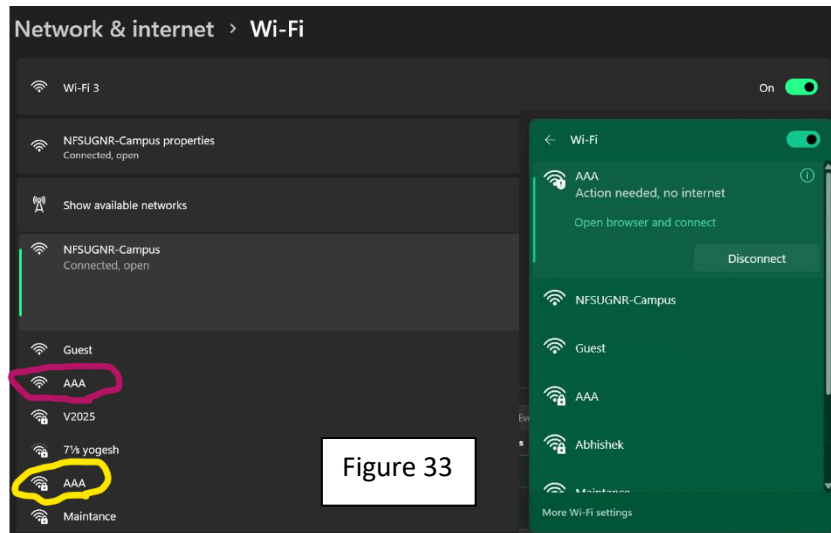 Network & internet > Wi-Fi
Wi-Fi 3
On
NFSUGNR-Campus properties
Connected, open
Show available networks
NFSUGNR-Campus
Connected, open
Guest
AAA
V2025
7⅐s yogesh
AAA
Maintance
Figure 33
Wi-Fi
AAA
Action needed, no internet
Open browser and connect
Disconnect
NFSUGNR-Campus
Guest
AAA
Abhishek
Maintance
More Wi-Fi settings